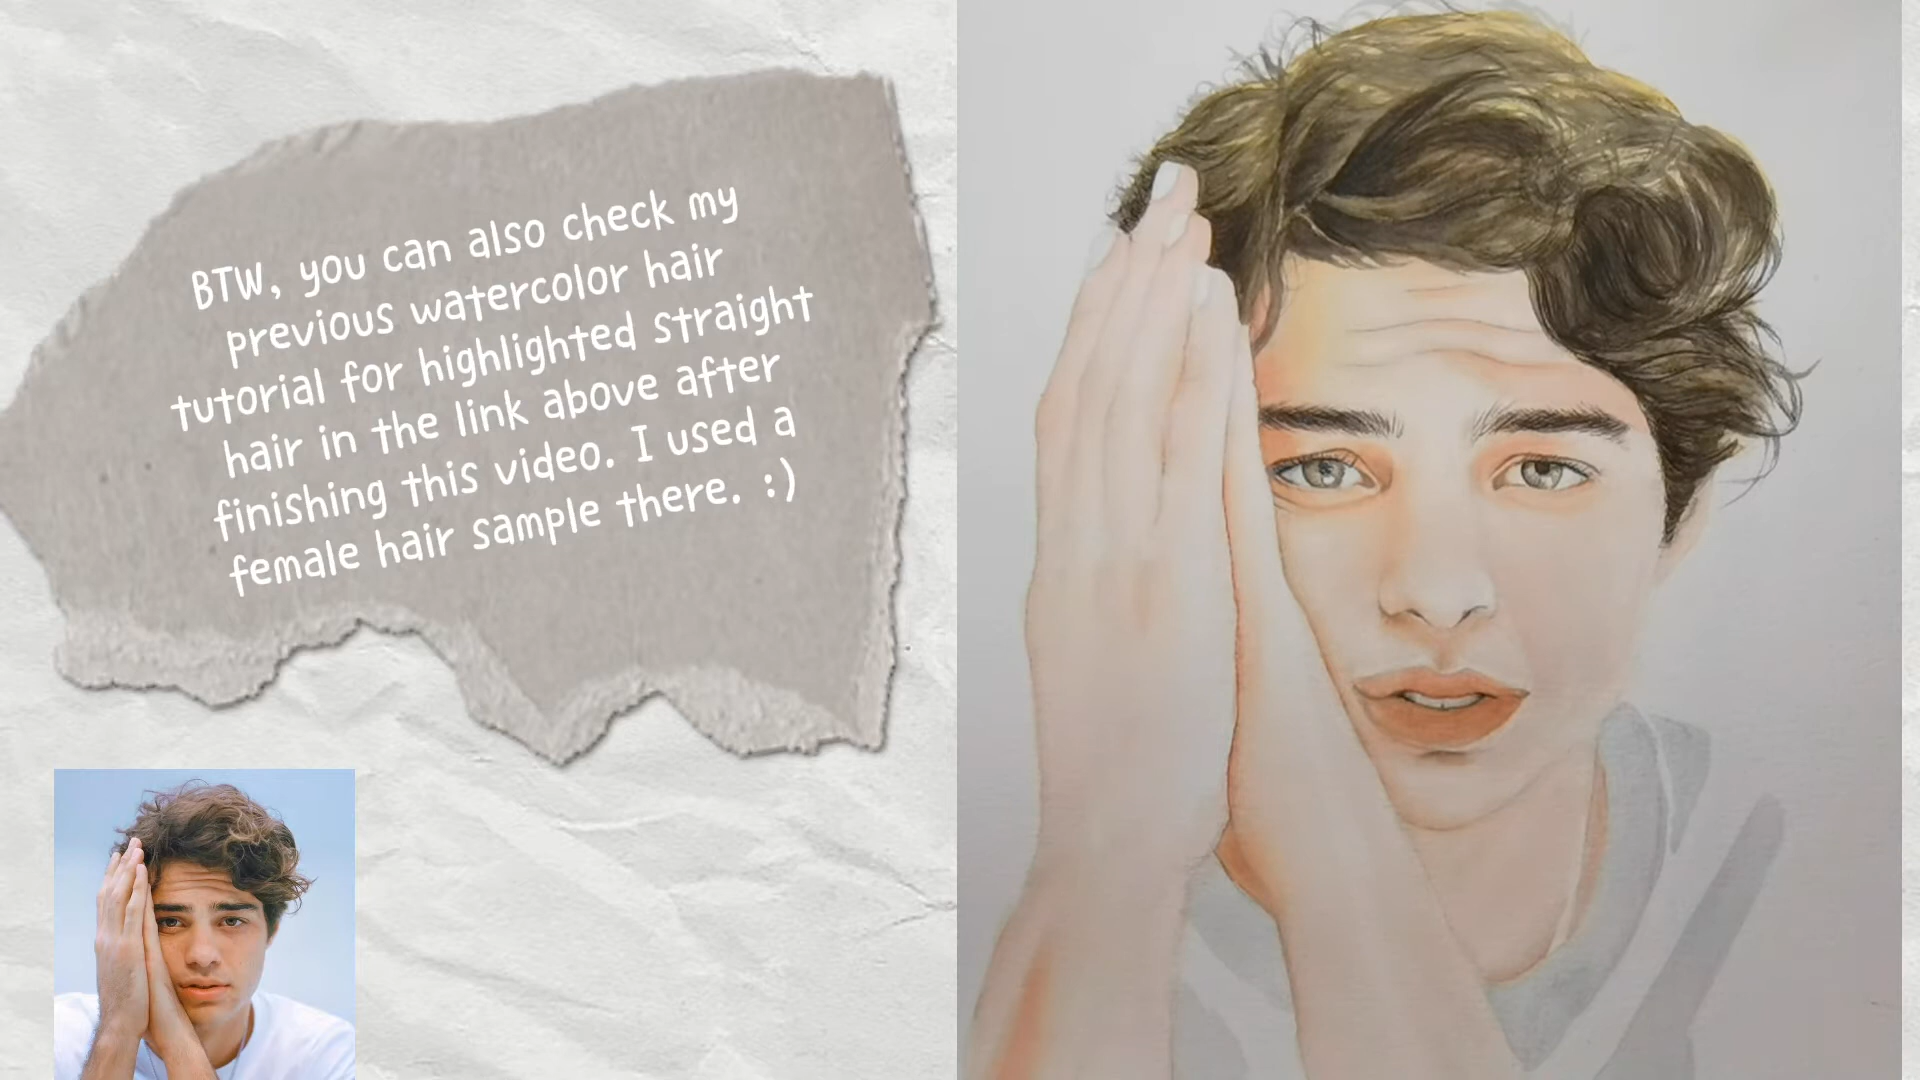 BTW, you can also check my
previous watercolor hair
tutorial for highlighted straight
hair in the link above after
finishing this video. I used a
female hair sample there. :)